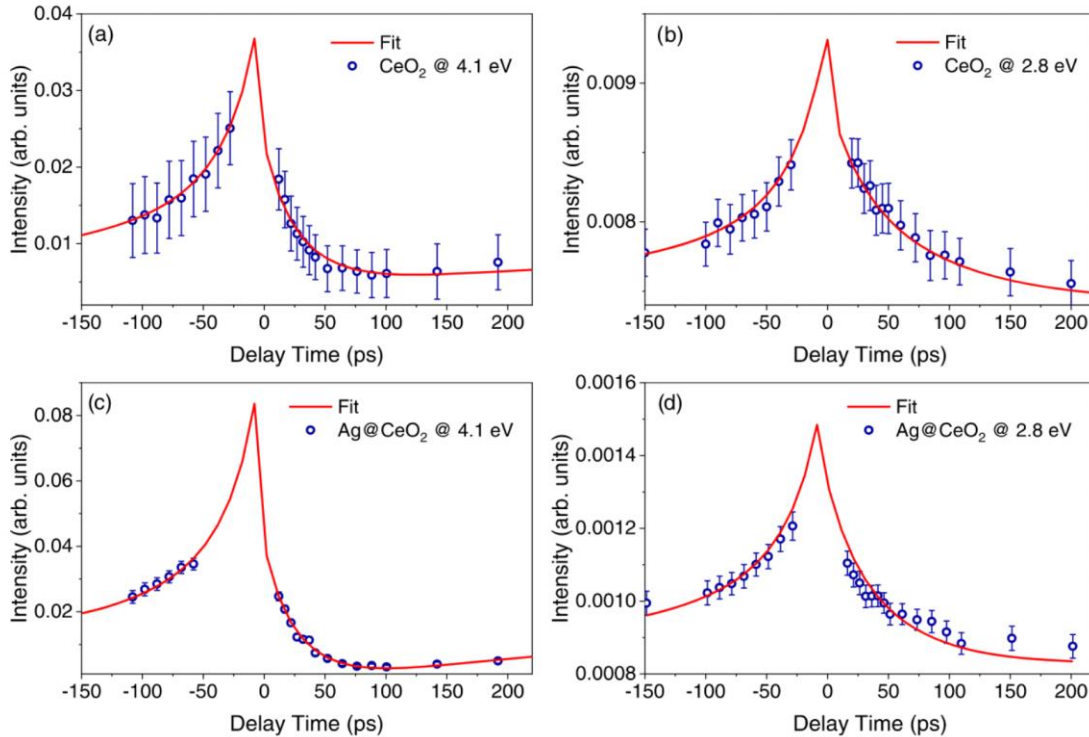 (a)
Fit
CeO2 @ 4.1 eV
Intensity (arb. units)
0.04
0.03
0.02
0.01
-150 -100 -50 0 50 100 150 200
Delay Time (ps)
(b)
Fit
CeO2 @ 2.8 eV
Intensity (arb. units)
0.009
0.008
-150 -100 -50 0 50 100 150 200
Delay Time (ps)
(c)
Fit
Ag@CeO2 @ 4.1 eV
Intensity (arb. units)
0.08
0.06
0.04
0.02
-150 -100 -50 0 50 100 150 200
Delay Time (ps)
(d)
Fit
Ag@CeO2 @ 2.8 eV
Intensity (arb. units)
0.0016
0.0014
0.0012
0.0010
0.0008
-150 -100 -50 0 50 100 150 200
Delay Time (ps)